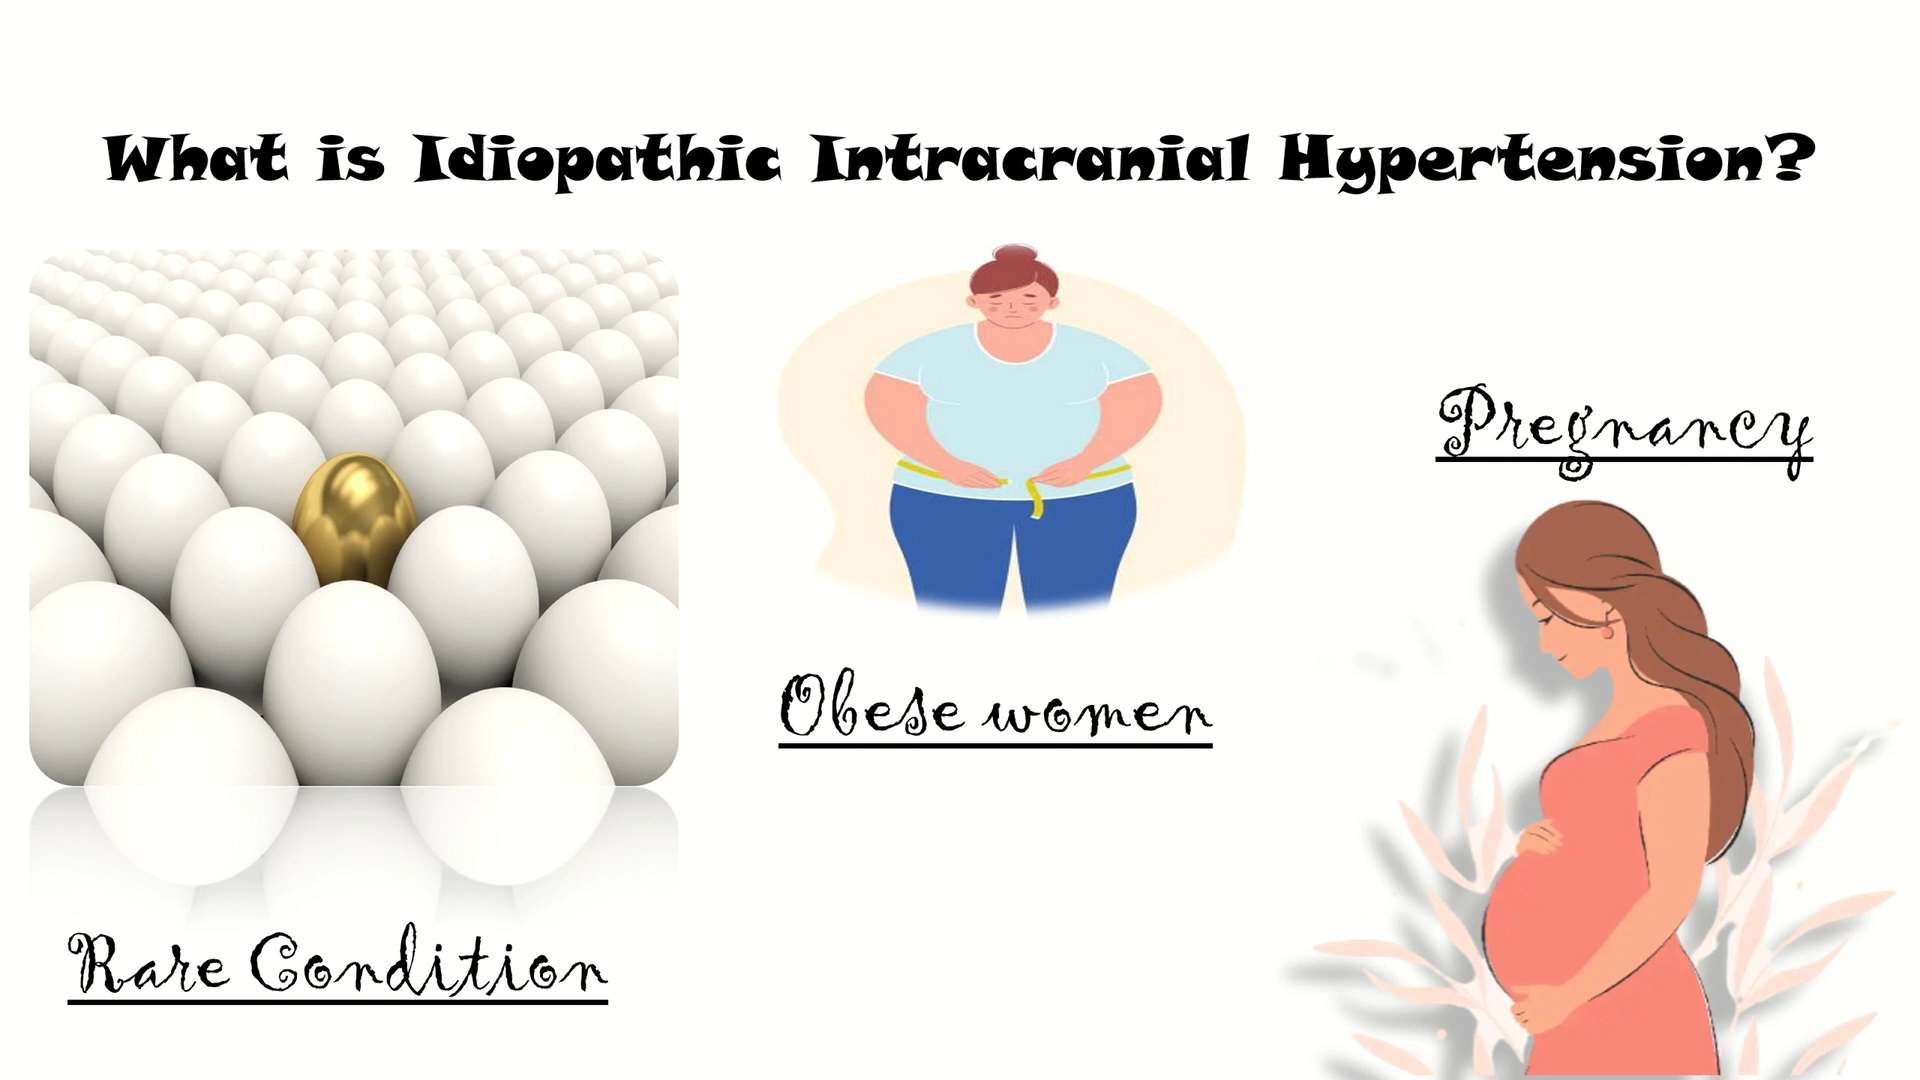 What is Idiopathic Intracranial Hypertension?
Rare Condition
Obese women
Pregnancy